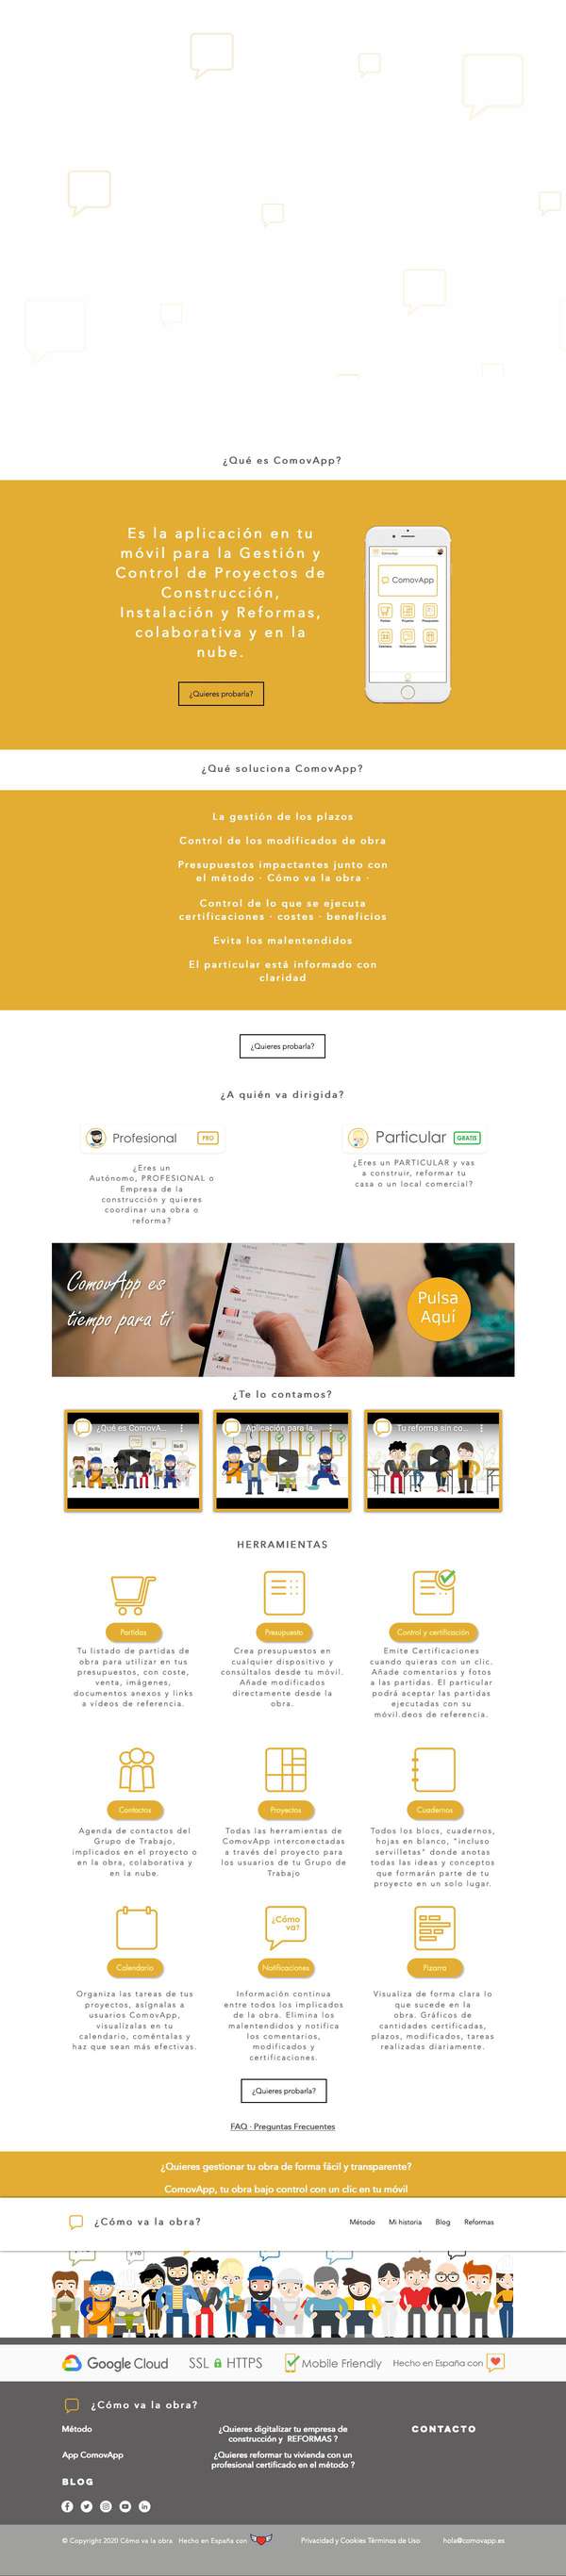 ¿Qué es ComovApp?
Es la aplicación en tu
móvil para la Gestión y
Control de Proyectos de
Construcción,
Instalación y Reformas,
colaborativa y en la
nube.
ComovApp
¿Quieres probarla?
¿Qué soluciona ComovApp?
La gestión de los plazos
Control de los modificados de obra
Presupuestos impactantes junto con
el método · Cómo va la obra ·
Control de lo que se ejecuta
certificaciones · costes · beneficios
Evita los malentendidos
El particular está informado con
claridad
¿Quieres probarla?
¿A quién va dirigida?
Profesional PRO
¿Eres un
Autónomo, PROFESIONAL o
Empresa de la
construcción y quieres
coordinar una obra o
reforma?
Particular GRATIS
¿Eres un PARTICULAR y vas
a construir, reformar tu
casa o un local comercial?
ComovApp es
tiempo para ti
Pulsa
Aquí
¿Te lo contamos?
¿Qué es ComovA...
Aplicación para la...
Tu reforma sin co...
HERRAMIENTAS
Partidas
Tu listado de partidas de
obra para utilizar en tus
presupuestos, con coste,
venta, imágenes,
documentos anexos y links
a vídeos de referencia.
Presupuesto
Crea presupuestos en
cualquier dispositivo y
consúltalos desde tu móvil.
Añade modificados
directamente desde la
obra.
Control y certificación
Emite Certificaciones
cuando quieras con un clic.
Añade comentarios y fotos
a las partidas. El particular
podrá aceptar las partidas
ejecutadas con su
móvil.deos de referencia.
Contactos
Agenda de contactos del
Grupo de Trabajo,
implicados en el proyecto o
en la obra, colaborativa y
en la nube.
Proyectos
Todas las herramientas de
ComovApp interconectadas
a través del proyecto para
los usuarios de tu Grupo de
Trabajo
Cuadernos
Todos los blocs, cuadernos,
hojas en blanco, "incluso
servilletas" donde anotas
todas las ideas y conceptos
que formarán parte de tu
proyecto en un solo lugar.
Calendario
Organiza las tareas de tus
proyectos, asígnalas a
usuarios ComovApp,
visualízalas en tu
calendario, coméntalas y
haz que sean más efectivas.
¿Cómo
va?
Notificaciones
Información continua
entre todos los implicados
de la obra. Elimina los
malentendidos y notifica
los comentarios,
modificados y
certificaciones.
Pizarra
Visualiza de forma clara lo
que sucede en la
obra. Gráficos de
cantidades certificadas,
plazos, modificados, tareas
realizadas diariamente.
¿Quieres probarla?
FAQ · Preguntas Frecuentes
¿Quieres gestionar tu obra de forma fácil y transparente?
ComovApp, tu obra bajo control con un clic en tu móvil
¿Cómo va la obra?
Método Mi historia Blog Reformas
Google Cloud SSL HTTPS Mobile Friendly Hecho en España con
¿Cómo va la obra?
Método
App ComovApp
BLOG
¿Quieres digitalizar tu empresa de
construcción y REFORMAS ?
¿Quieres reformar tu vivienda con un
profesional certificado en el método ?
CONTACTO
© Copyright 2020 Cómo va la obra Hecho en España con
Privacidad y Cookies Términos de Uso
hola@comovapp.es